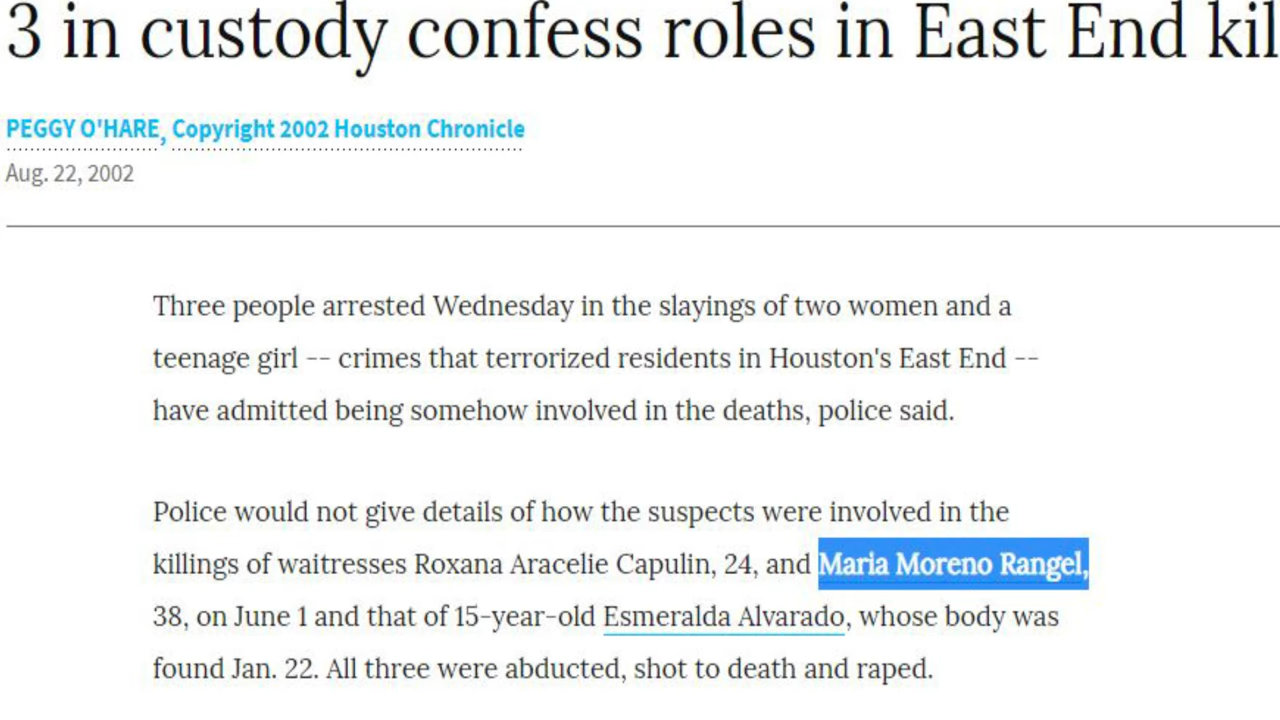 3 in custody confess roles in East End kil
PEGGY O'HARE, Copyright 2002 Houston Chronicle
Aug. 22, 2002
Three people arrested Wednesday in the slayings of two women and a
teenage girl -- crimes that terrorized residents in Houston's East End --
have admitted being somehow involved in the deaths, police said.
Police would not give details of how the suspects were involved in the
killings of waitresses Roxana Aracelie Capulin, 24, and Maria Moreno Rangel,
38, on June 1 and that of 15-year-old Esmeralda Alvarado, whose body was
found Jan. 22. All three were abducted, shot to death and raped.